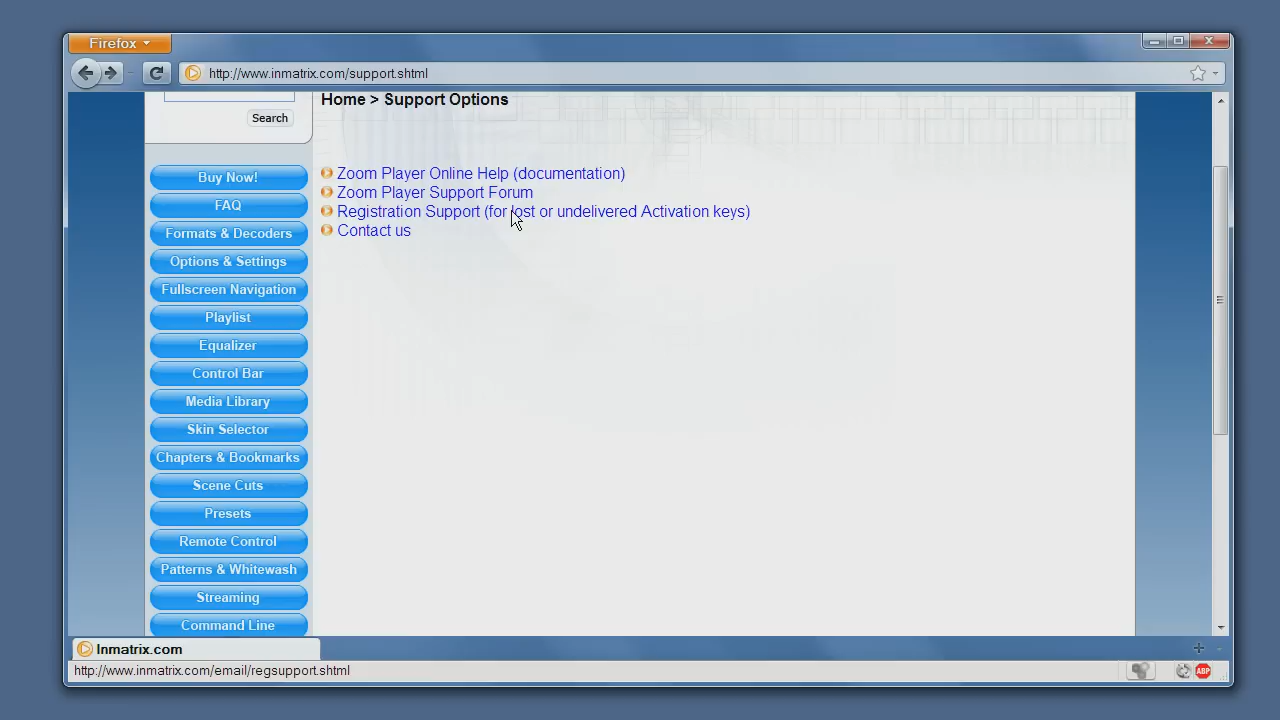 Firefox
http://www.inmatrix.com/support.shtml
Home > Support Options
Search
Zoom Player Online Help (documentation)
Zoom Player Support Forum
Registration Support (for lost or undelivered Activation keys)
Contact us
Buy Now!
FAQ
Formats & Decoders
Options & Settings
Fullscreen Navigation
Playlist
Equalizer
Control Bar
Media Library
Skin Selector
Chapters & Bookmarks
Scene Cuts
Presets
Remote Control
Patterns & Whitewash
Streaming
Command Line
Inmatrix.com
http://www.inmatrix.com/email/regsupport.shtml
ABP